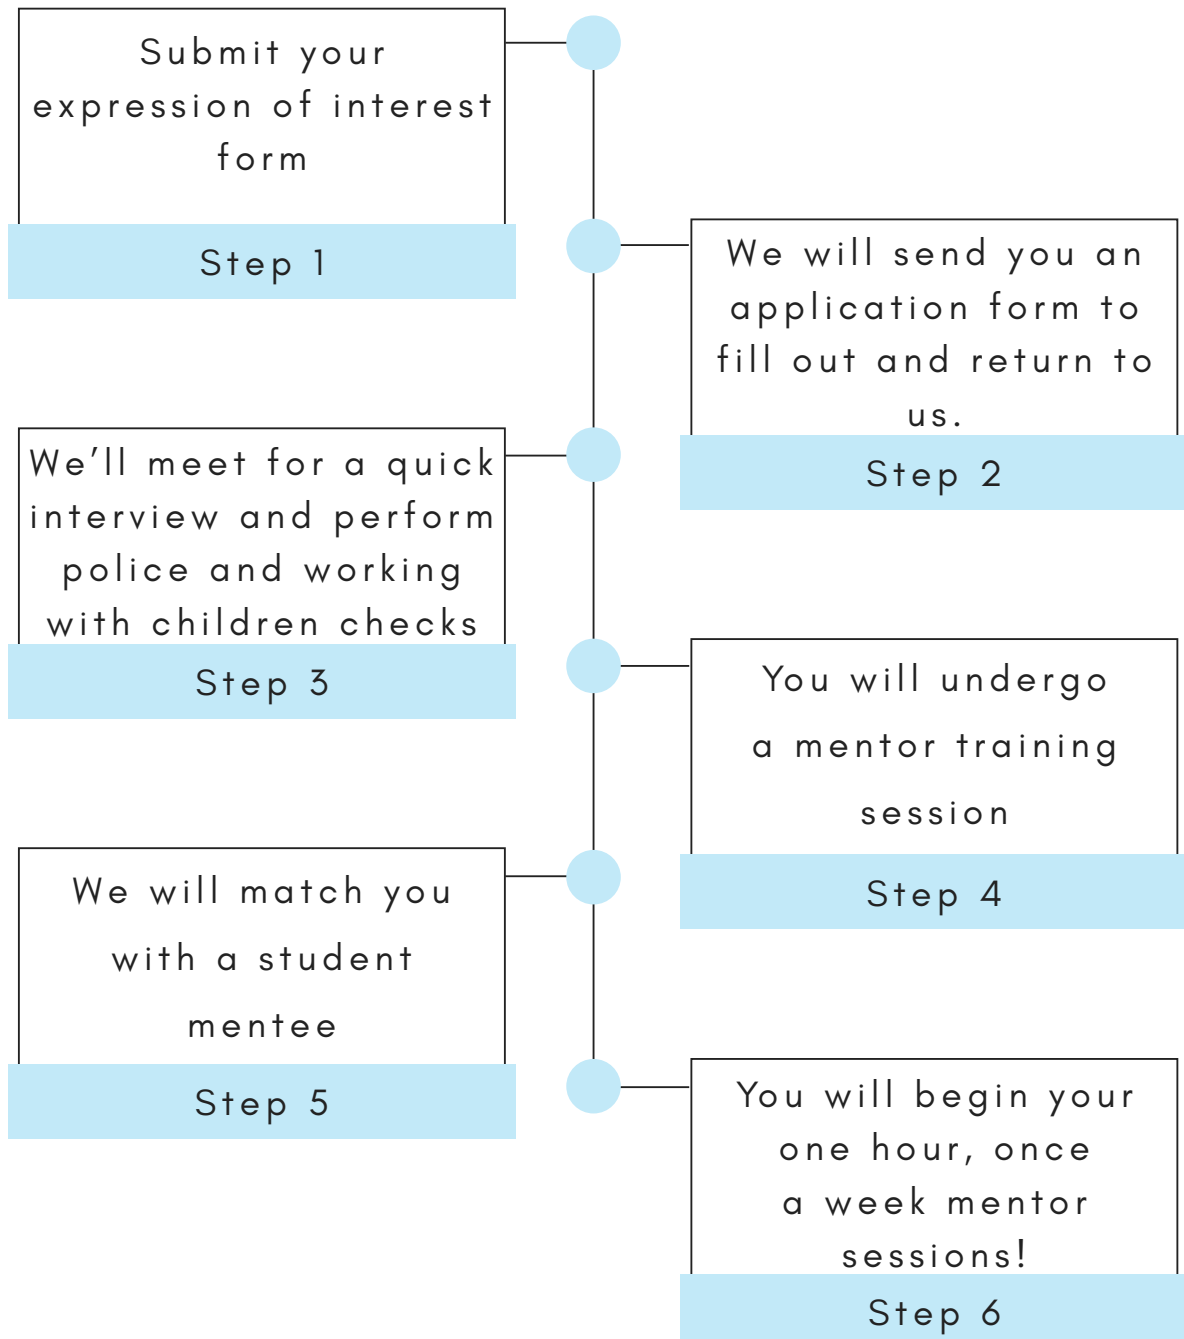 Submit your
expression of interest
form
Step 1
We will send you an
application form to
fill out and return to
us.
Step 2
We'll meet for a quick
interview and perform
police and working
with children checks
Step 3
You will undergo
a mentor training
session
Step 4
We will match you
with a student
mentee
Step 5
You will begin your
one hour, once
a week mentor
sessions!
Step 6